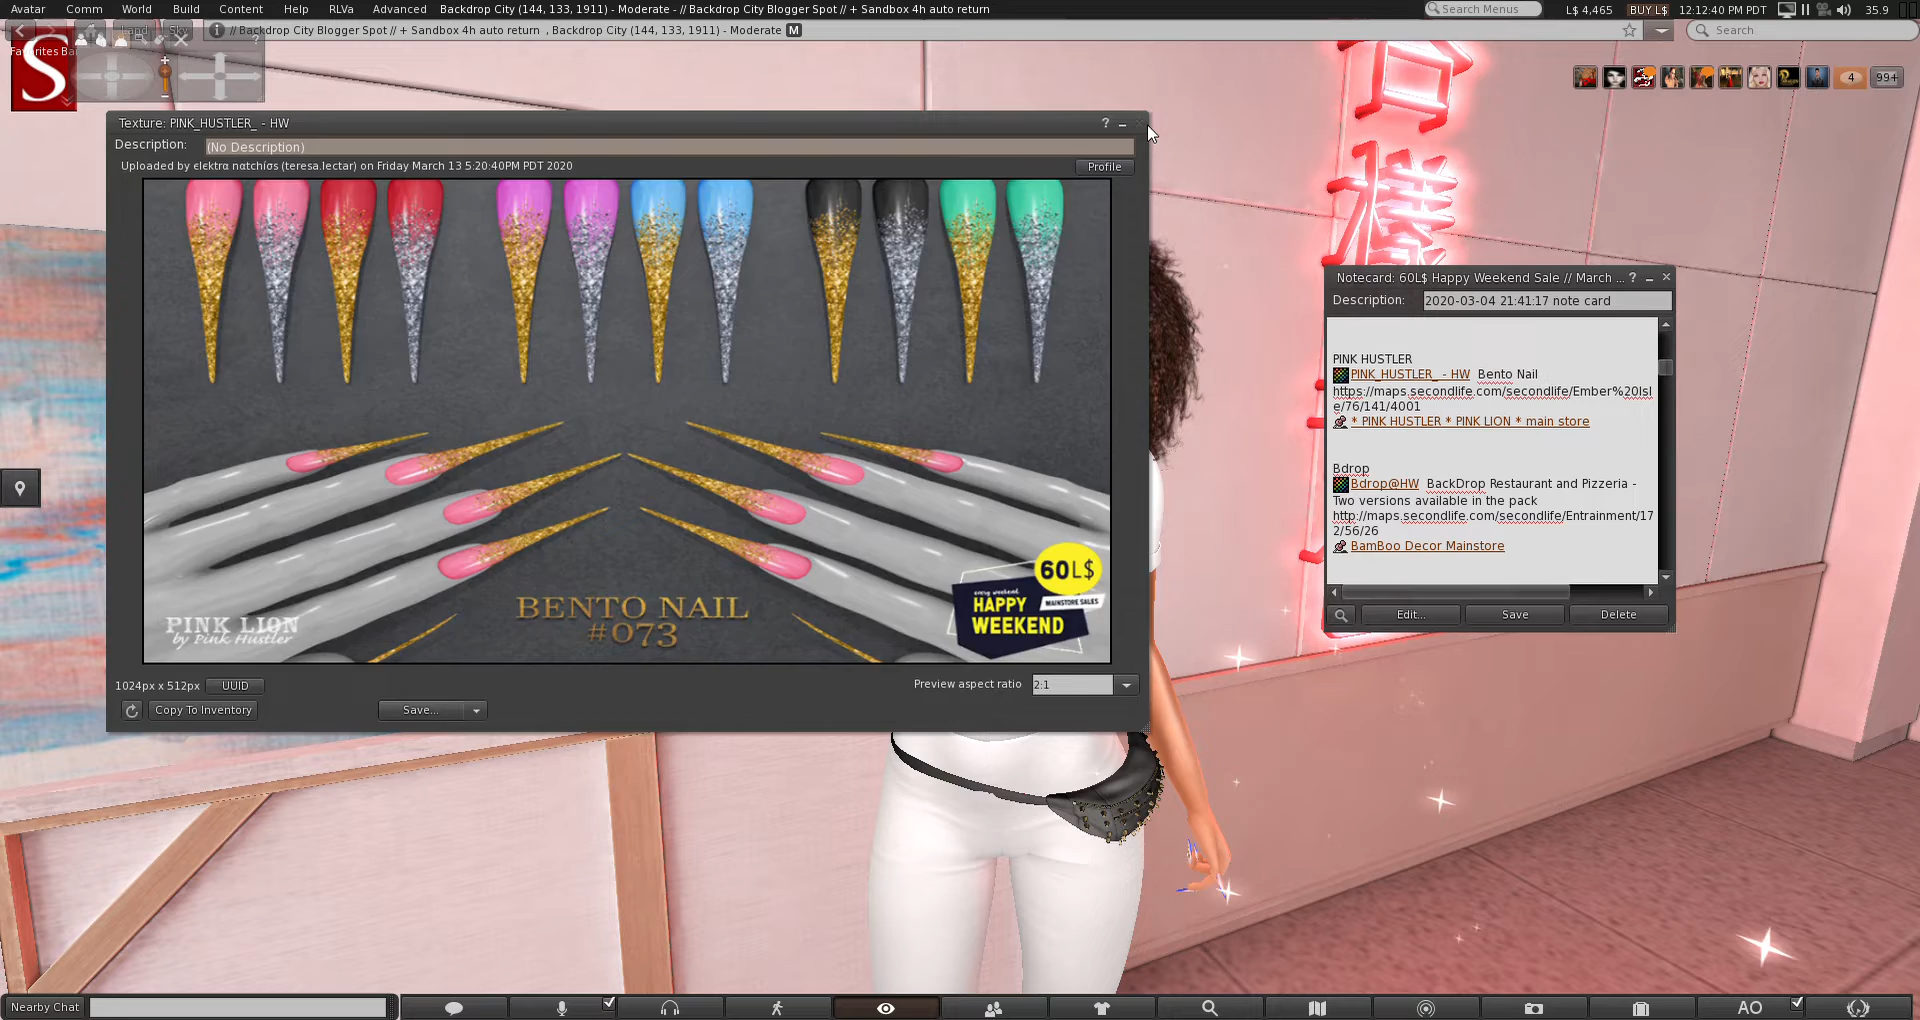 Avatar Comm World Build Content Help RLVa Advanced Backdrop City (144, 133, 1911) - Moderate - // Backdrop City Blogger Spot // + Sandbox 4h auto return
Search Menus L$ 4,465 BUY L$ 12:12:40 PM PDT 35.9
// Backdrop City Blogger Spot // + Sandbox 4h auto return , Backdrop City (144, 133, 1911) - Moderate M
Search
Favorites Ba
S
4 99+
Texture: PINK_HUSTLER_ - HW
?
Description: (No Description)
Uploaded by elektra natchios (teresa.lectar) on Friday March 13 5:20:40PM PDT 2020
Profile
60L$
every weekend
HAPPY
WEEKEND
MAINSTORE SALES
BENTO NAIL
#073
PINK LION
by Pink Hustler
1024px x 512px UUID
Preview aspect ratio 2:1
Copy To Inventory Save...
Notecard: 60L$ Happy Weekend Sale // March ... ?
Description: 2020-03-04 21:41:17 note card
PINK HUSTLER
PINK_HUSTLER_ - HW Bento Nail
https://maps.secondlife.com/secondlife/Ember%20Isl
e/76/141/4001
* PINK HUSTLER * PINK LION * main store
Bdrop
Bdrop@HW BackDrop Restaurant and Pizzeria -
Two versions available in the pack
http://maps.secondlife.com/secondlife/Entrainment/17
2/56/26
BamBoo Decor Mainstore
Edit... Save Delete
Nearby Chat
AO